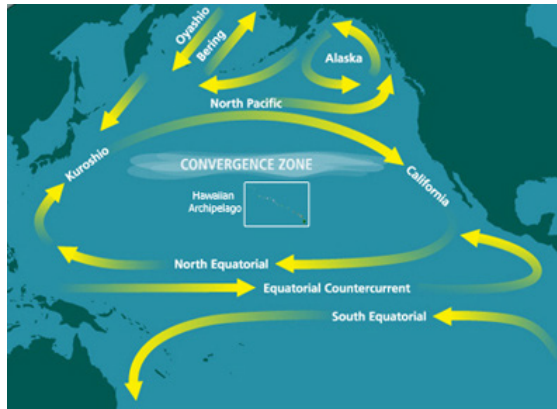 Oyashio
Bering
Alaska
North Pacific
Kuroshio
CONVERGENCE ZONE
California
Hawaiian
Archipelago
North Equatorial
Equatorial Countercurrent
South Equatorial